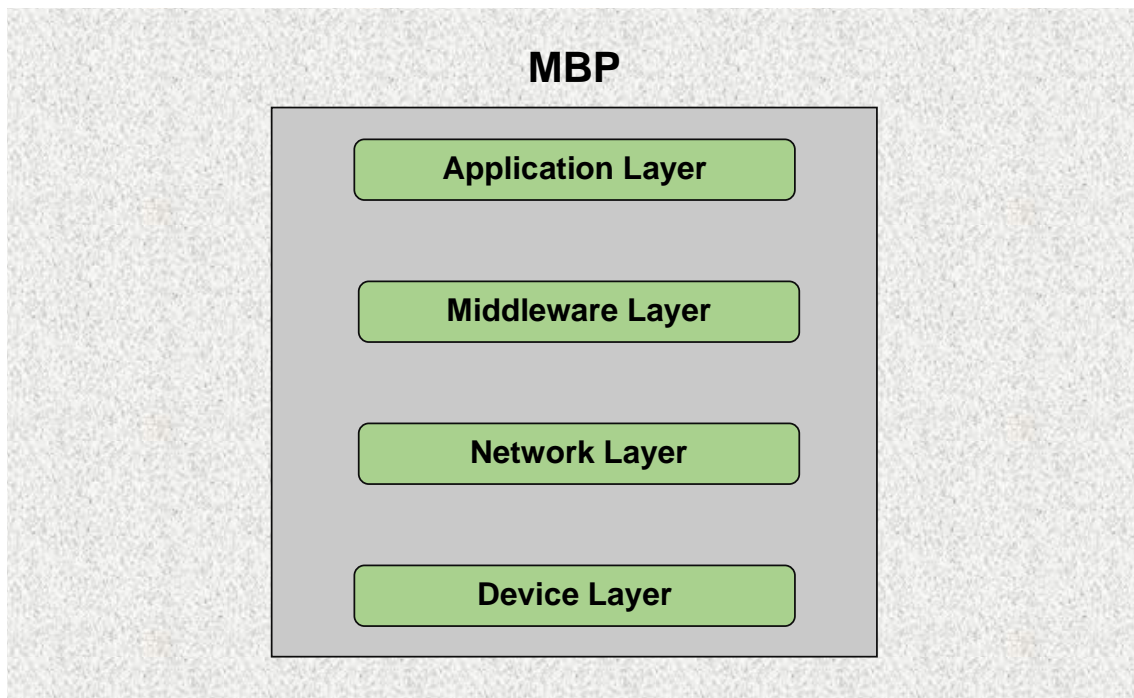 MBP
Application Layer
Middleware Layer
Network Layer
Device Layer